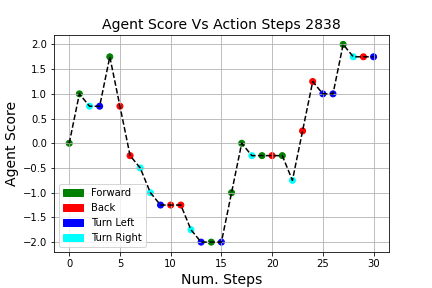 Agent Score Vs Action Steps 2838
Agent Score
2.0
1.5
1.0
0.5
0.0
−0.5
−1.0
−1.5
−2.0
Forward
Back
Turn Left
Turn Right
0 5 10 15 20 25 30
Num. Steps